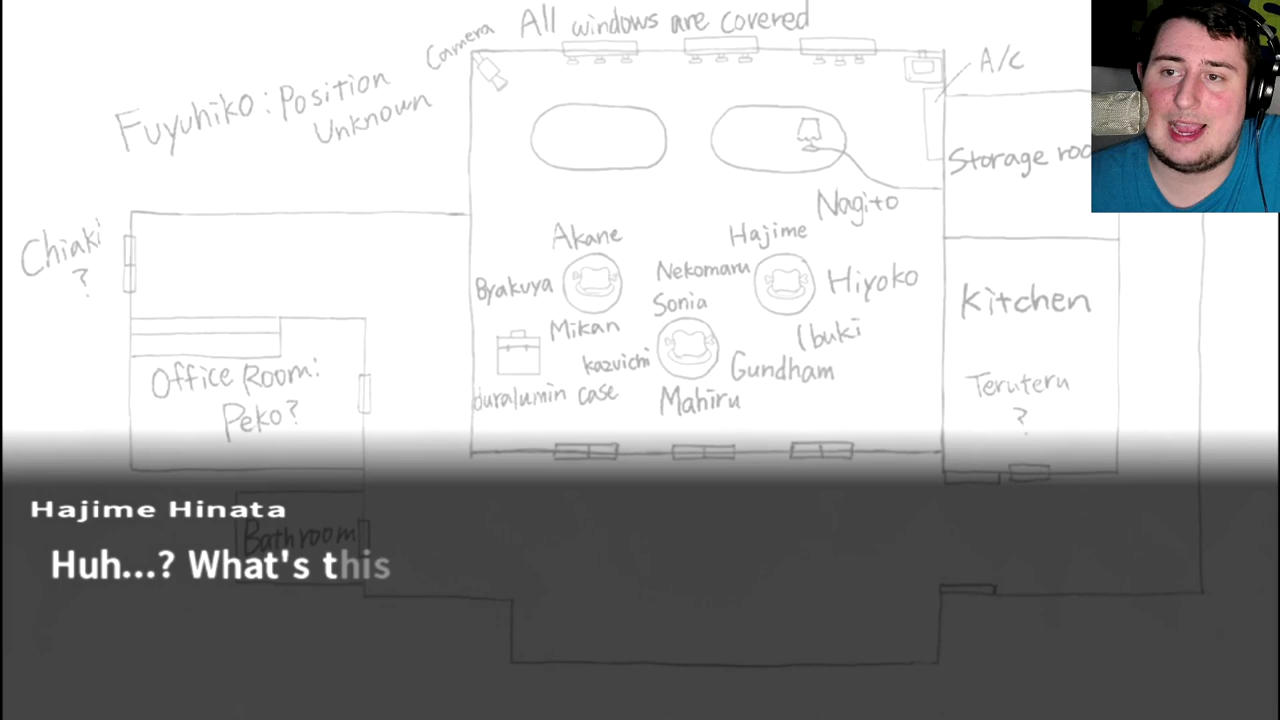 All windows are covered
Camera
A/C
Fuyuhiko: Position
Unknown
Storage roo
Nagito
Chiaki
?
Akane
Hajime
Byakuya
Nekomaru
Hiyoko
Sonia
Kitchen
Mikan
Ibuki
Kazuichi
Gundham
Office Room:
Peko?
Duralumin case
Mahiru
Teruteru
?
Hajime Hinata
Bathroom
Huh...? What's this